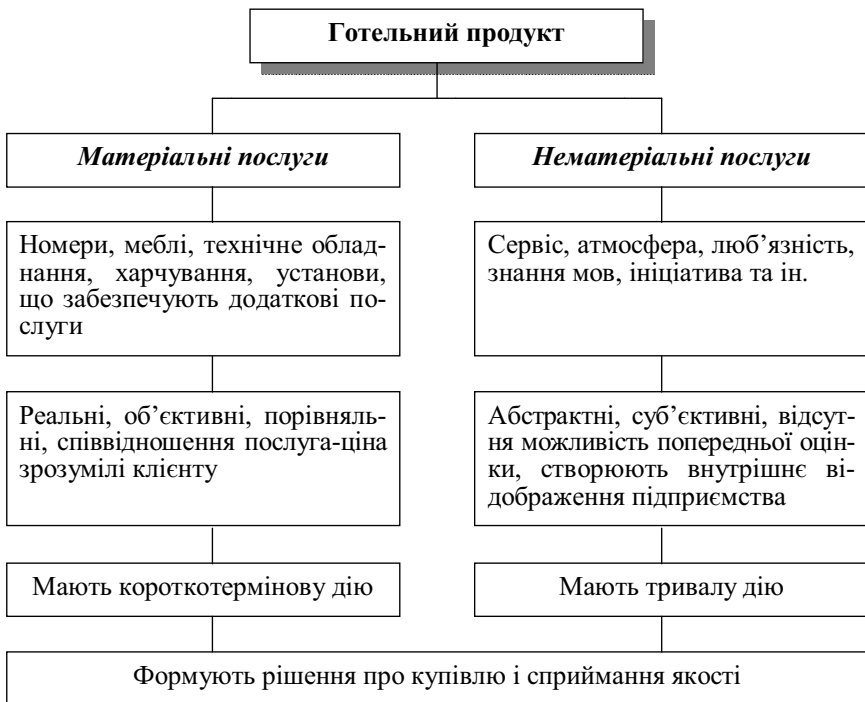 Готельний продукт
Матеріальні послуги
Номери, меблі, технічне облад-
нання, харчування, установи,
що забезпечують додаткові по-
слуги
Реальні, об’єктивні, порівняль-
ні, співвідношення послуга-ціна
зрозумілі клієнту
Мають короткотермінову дію
Нематеріальні послуги
Сервіс, атмосфера, люб’язність,
знання мов, ініціатива та ін.
Абстрактні, суб’єктивні, відсут-
ня можливість попередньої оцін-
ки, створюють внутрішнє ві-
дображення підприємства
Мають тривалу дію
Формують рішення про купівлю і сприймання якості